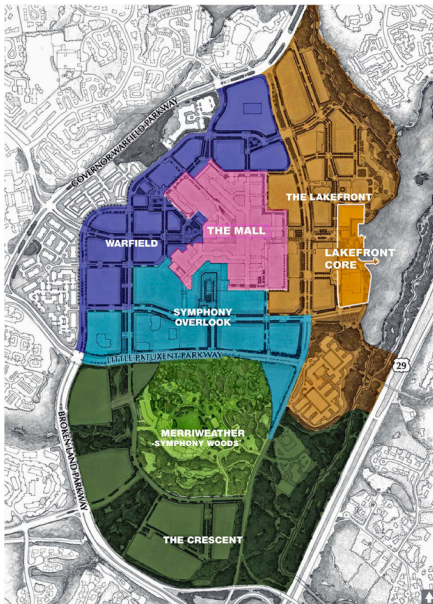 GOVERNOR WARFIELD PARKWAY
THE LAKEFRONT
THE MALL
WARFIELD
LAKEFRONT
CORE
SYMPHONY
OVERLOOK
LITTLE PATUXENT PARKWAY
29
BROKEN LAND PARKWAY
MERRIWEATHER
-SYMPHONY WOODS
THE CRESCENT